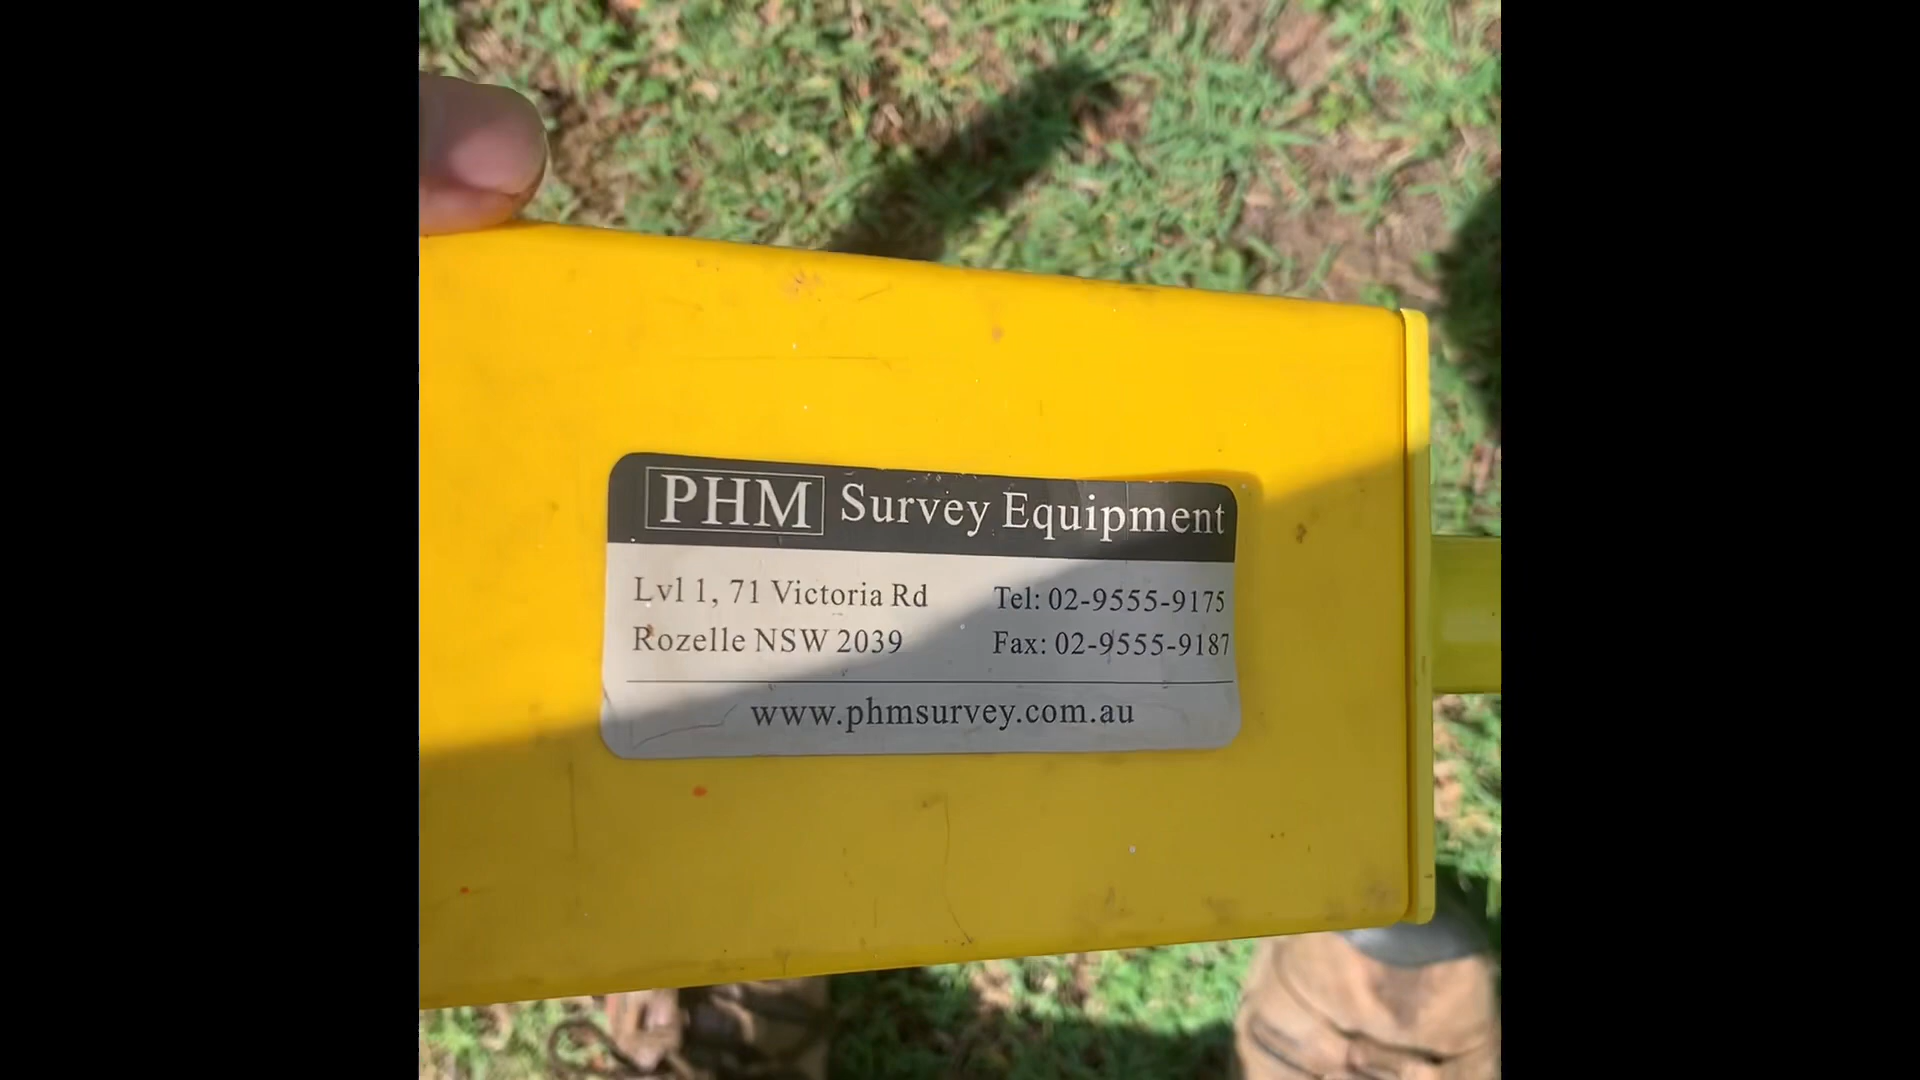 PHM Survey Equipment
Lvl 1, 71 Victoria Rd Tel: 02-9555-9175
Rozelle NSW 2039 Fax: 02-9555-9187
www.phmsurvey.com.au